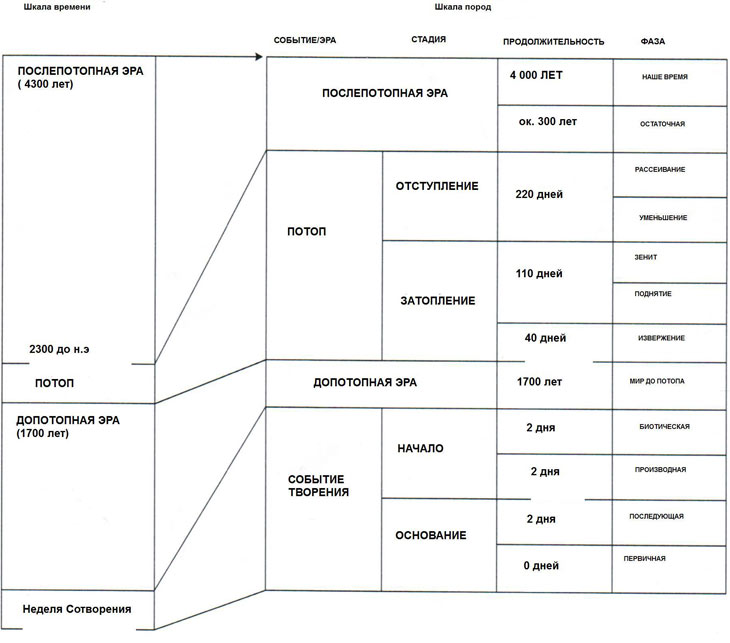 Шкала времени
Шкала пород
СОБЫТИЕ/ЭРА
СТАДИЯ
ПРОДОЛЖИТЕЛЬНОСТЬ
ФАЗА
ПОСЛЕПОТОПНАЯ ЭРА
( 4300 лет)
2300 до н.э
ПОТОП
ДОПОТОПНАЯ ЭРА
(1700 лет)
Неделя Сотворения
ПОСЛЕПОТОПНАЯ ЭРА
4 000 ЛЕТ
НАШЕ ВРЕМЯ
ок. 300 лет
ОСТАТОЧНАЯ
ПОТОП
ОТСТУПЛЕНИЕ
220 дней
РАССЕИВАНИЕ
УМЕНЬШЕНИЕ
ЗАТОПЛЕНИЕ
110 дней
ЗЕНИТ
ПОДНЯТИЕ
40 дней
ИЗВЕРЖЕНИЕ
ДОПОТОПНАЯ ЭРА
1700 лет
МИР ДО ПОТОПА
СОБЫТИЕ
ТВОРЕНИЯ
НАЧАЛО
2 дня
БИОТИЧЕСКАЯ
2 дня
ПРОИЗВОДНАЯ
ОСНОВАНИЕ
2 дня
ПОСЛЕДУЮЩАЯ
0 дней
ПЕРВИЧНАЯ